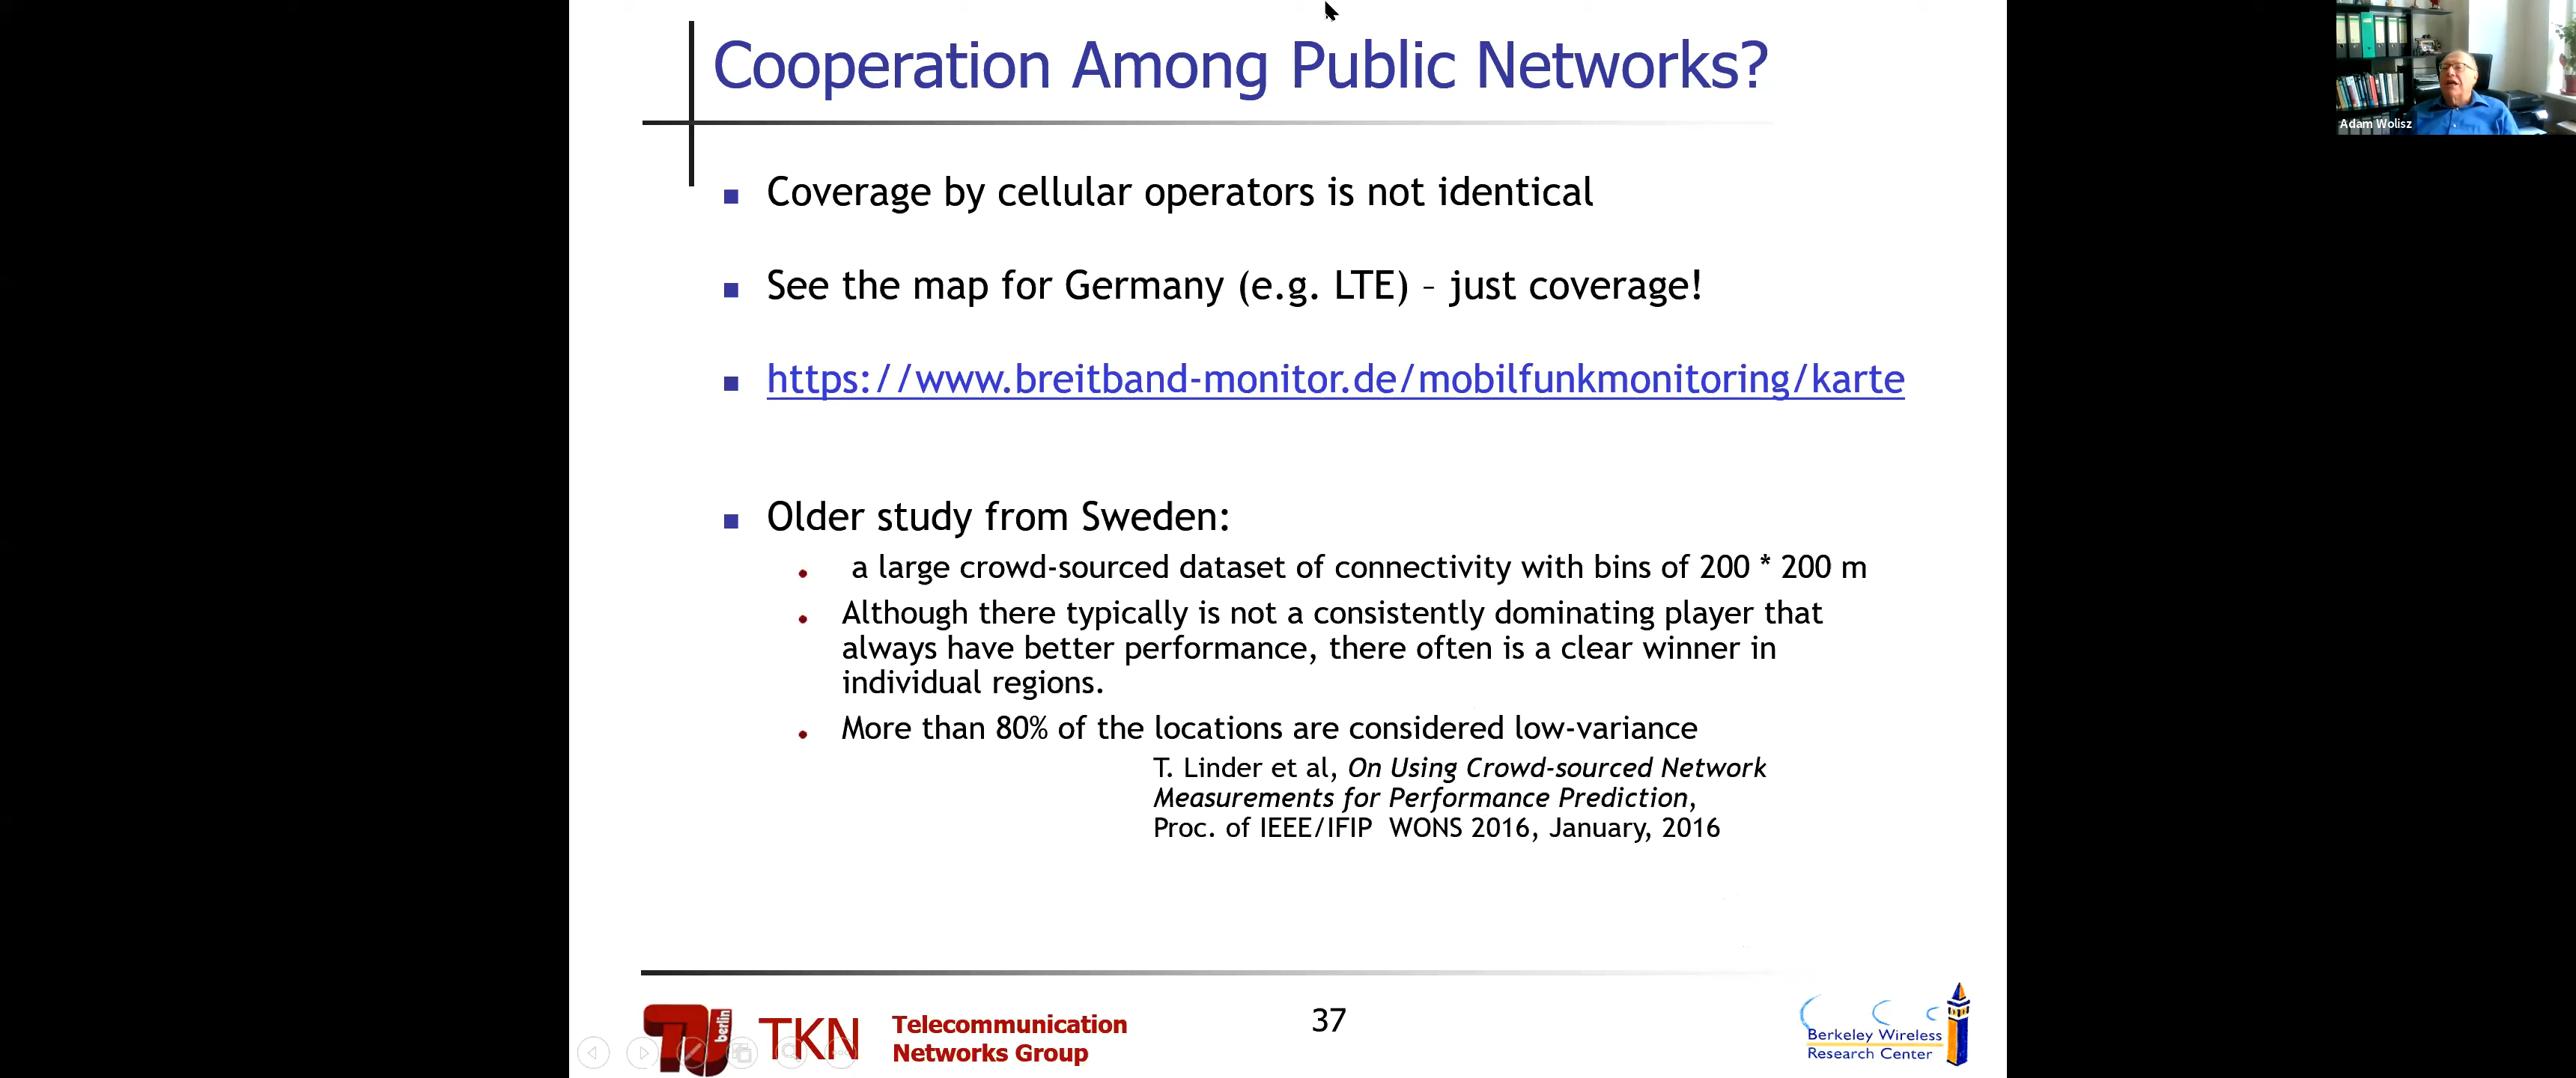 Cooperation Among Public Networks?
Adam Wolisz
Coverage by cellular operators is not identical
See the map for Germany (e.g. LTE) – just coverage!
https://www.breitband-monitor.de/mobilfunkmonitoring/karte
Older study from Sweden:
a large crowd-sourced dataset of connectivity with bins of 200 * 200 m
Although there typically is not a consistently dominating player that
always have better performance, there often is a clear winner in
individual regions.
More than 80% of the locations are considered low-variance
T. Linder et al, On Using Crowd-sourced Network
Measurements for Performance Prediction,
Proc. of IEEE/IFIP WONS 2016, January, 2016
TU berlin
TKN
Telecommunication
Networks Group
37
Berkeley Wireless
Research Center